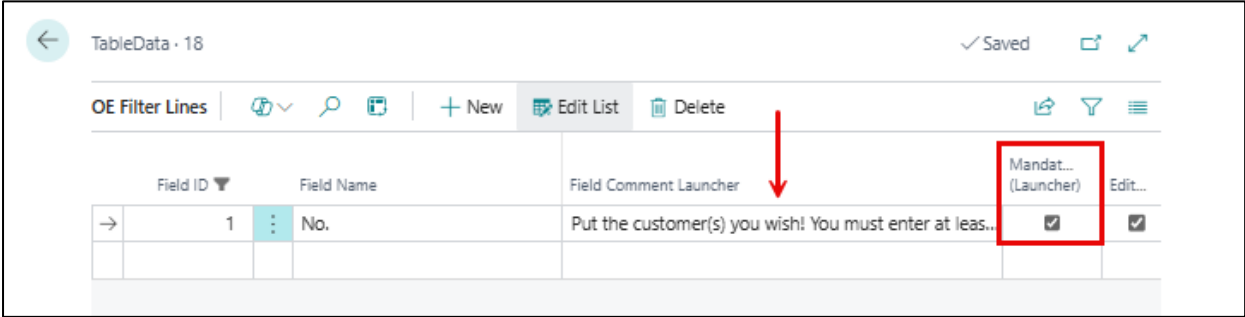 TableData · 18
Saved
OE Filter Lines
New
Edit List
Delete
Field ID
Field Name
Field Comment Launcher
Mandat...
(Launcher)
Edit...
1
No.
Put the customer(s) you wish! You must enter at leas...